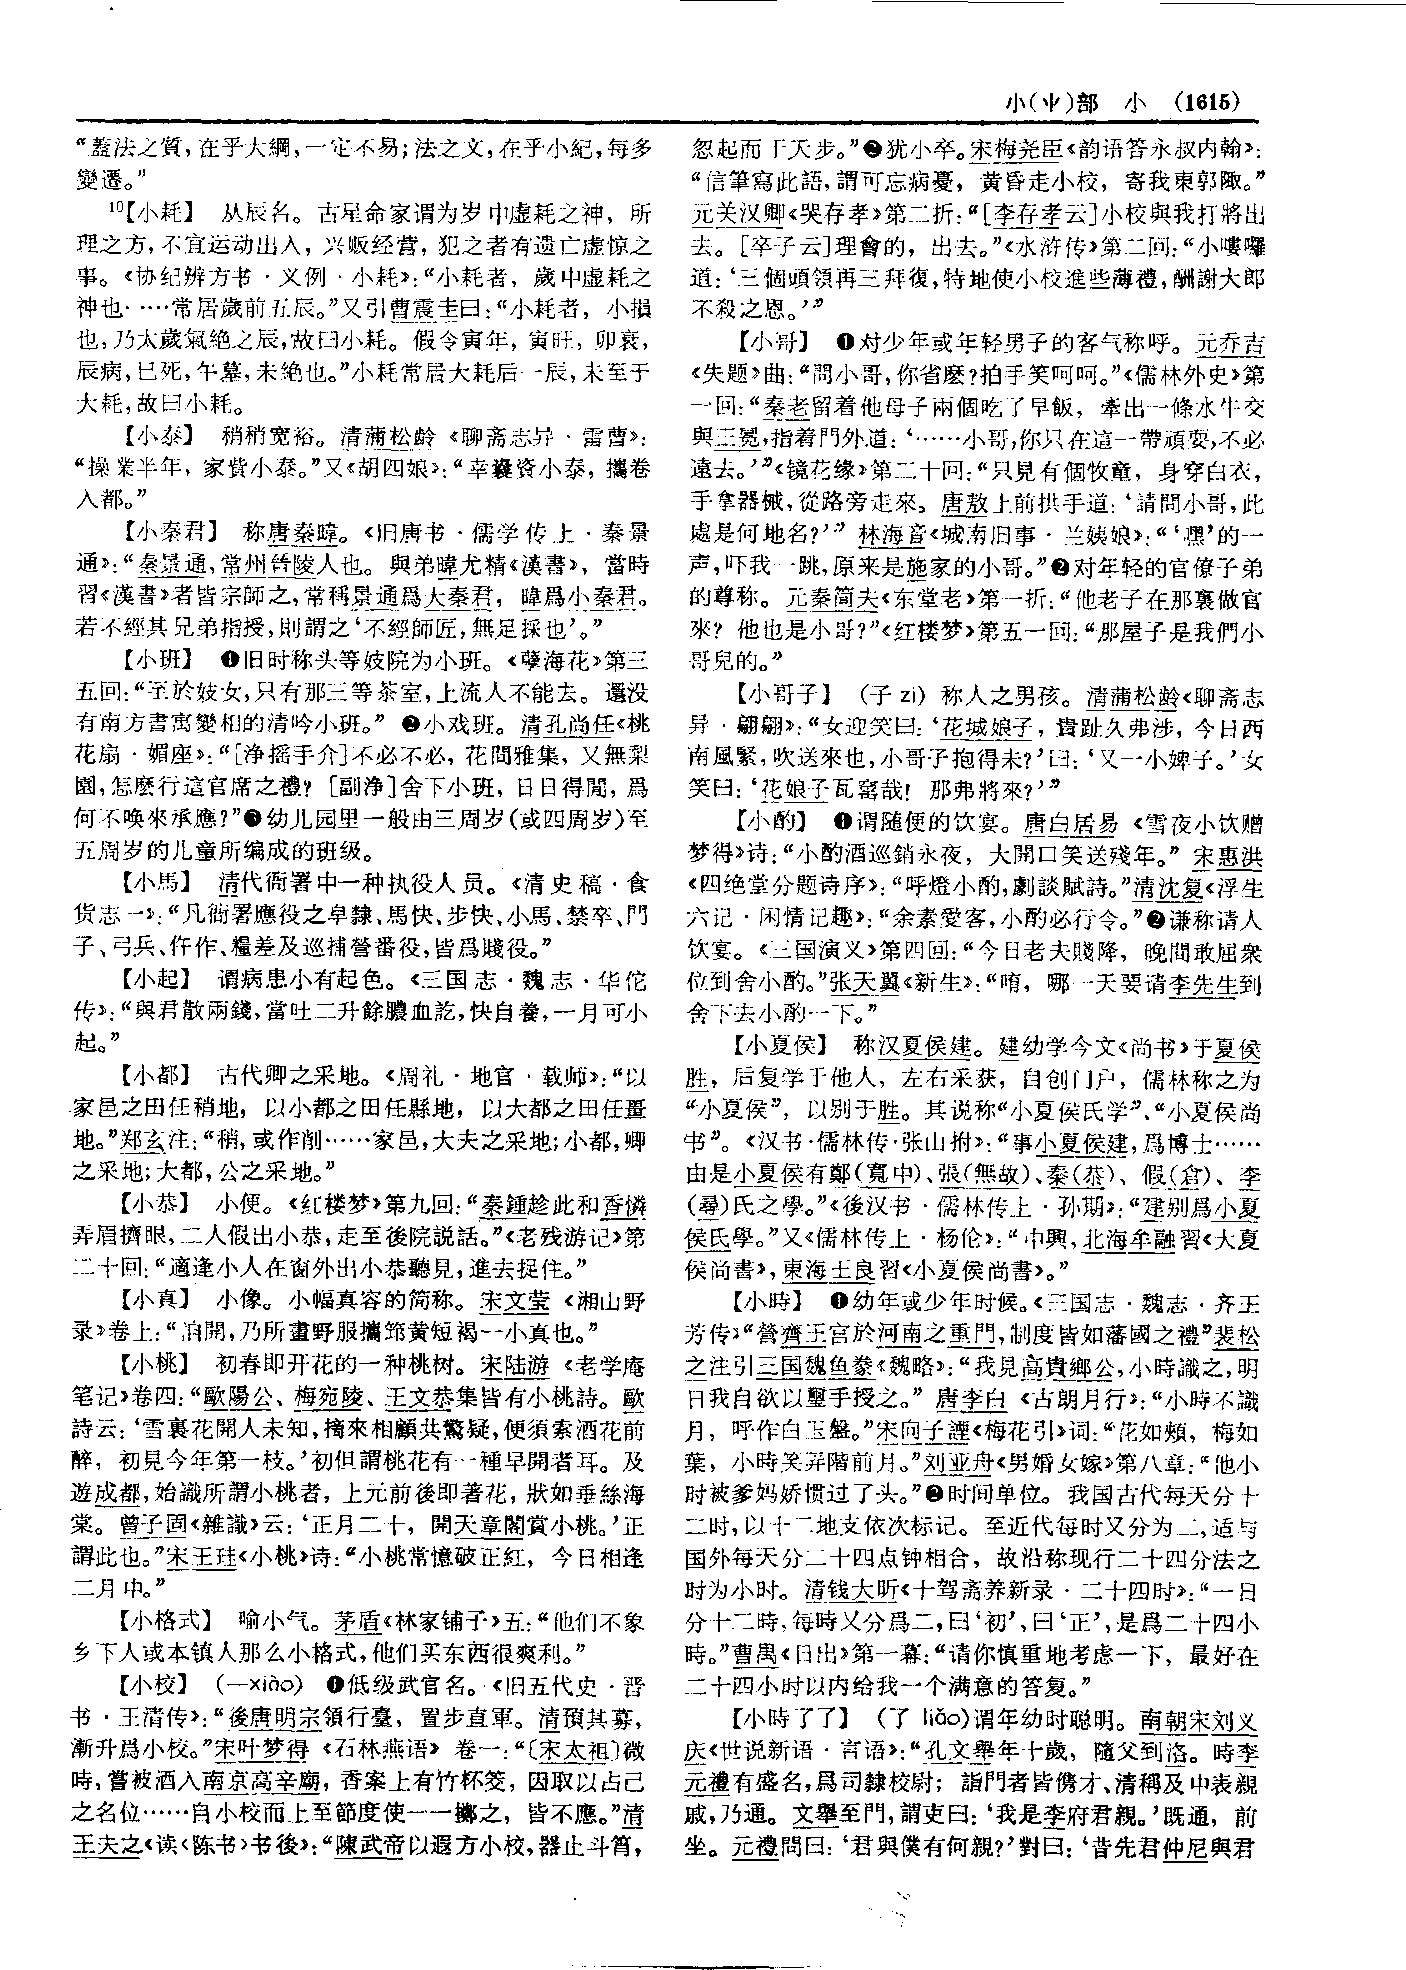 小(⺌)部　小　(1615)
“蓋法之質，在乎大綱，一定不易；法之文，在乎小紀，每多
變遷。”
¹⁰【小耗】　从辰名。古星命家谓为岁中虚耗之神，所
理之方，不宜运动出入，兴贩经营，犯之者有遗亡虚惊之
事。《协纪辨方书·义例·小耗》：“小耗者，歲中虚耗之
神也……常居歲前五辰。”又引曹震圭曰：“小耗者，小損
也，乃太歲氣绝之辰，故曰小耗。假令寅年，寅旺，卯衰，
辰病，巳死，午墓，未绝也。”小耗常居大耗后一辰，未至于
大耗，故曰小耗。
【小泰】　稍稍宽裕。清蒲松龄《聊斋志异·雷曹》：
“操業半年，家貲小泰。”又《胡四娘》：“幸囊資小泰，攜卷
入都。”
【小秦君】　称唐秦暐。《旧唐书·儒学传上·秦景
通》：“秦景通，常州晉陵人也。與弟暐尤精《漢書》，當時
習《漢書》者皆宗師之，常稱景通爲大秦君，暐爲小秦君。
若不經其兄弟指授，則謂之‘不經師匠，無足採也’。”
【小班】　❶旧时称头等妓院为小班。《孽海花》第三
五回：“至於妓女，只有那三等茶室，上流人不能去。還没
有南方書寓變相的清吟小班。”　❷小戏班。清孔尚任《桃
花扇·媚座》：“[净摇手介]不必不必，花間雅集，又無梨
園，怎麽行這官席之禮？[副净]舍下小班，日日得閒，爲
何不唤來承應？”❸幼儿园里一般由三周岁(或四周岁)至
五周岁的儿童所编成的班级。
【小馬】　清代衙署中一种执役人员。《清史稿·食
货志一》：“凡衙署應役之皁隸、馬快、步快、小馬、禁卒、門
子、弓兵、仵作、糧差及巡捕營番役，皆爲賤役。”
【小起】　谓病患小有起色。《三国志·魏志·华佗
传》：“與君散兩錢，當吐二升餘膿血訖，快自養，一月可小
起。”
【小都】　古代卿之采地。《周礼·地官·载师》：“以
家邑之田任稍地，以小都之田任縣地，以大都之田任畺
地。”郑玄注：“稍，或作削……家邑，大夫之采地；小都，卿
之采地；大都，公之采地。”
【小恭】　小便。《红楼梦》第九回：“秦鍾趁此和香憐
弄眉擠眼，二人假出小恭，走至後院説話。”《老残游记》第
二十回：“適逢小人在窗外出小恭聽見，進去捉住。”
【小真】　小像。小幅真容的简称。宋文莹《湘山野
录》卷上：“泊開，乃所畫野服攜筇黄短褐一小真也。”
【小桃】　初春即开花的一种桃树。宋陆游《老学庵
笔记》卷四：“歐陽公、梅宛陵、王文恭集皆有小桃詩。歐
詩云：‘雪裏花開人未知，摘來相顧共驚疑，便須索酒花前
醉，初見今年第一枝。’初但謂桃花有一種早開者耳。及
遊成都，始識所謂小桃者，上元前後即著花，狀如垂絲海
棠。曾子固《雜識》云：‘正月二十，開天章閣賞小桃。’正
謂此也。”宋王珪《小桃》诗：“小桃常憶破正紅，今日相逢
二月中。”
【小格式】　喻小气。茅盾《林家铺子》五：“他们不象
乡下人或本镇人那么小格式，他们买东西很爽利。”
【小校】　(—xiào)　❶低级武官名。《旧五代史·晋
书·王清传》：“後唐明宗領行臺，置步直軍。清預其募，
漸升爲小校。”宋叶梦得《石林燕语》卷一：“〔宋太祖〕微
時，嘗被酒入南京高辛廟，香案上有竹桮筊，因取以占己
之名位……自小校而上至節度使一一擲之，皆不應。”清
王夫之《读〈陈书〉书後》：“陳武帝以遐方小校，器止斗筲，
忽起而干天步。”❷犹小卒。宋梅尧臣《韵语答永叔内翰》：
“信筆寫此語，謂可忘病憂，黄昏走小校，寄我東郭陬。”
元关汉卿《哭存孝》第二折：“[李存孝云]小校與我打將出
去。[卒子云]理會的，出去。”《水浒传》第二回：“小嘍囉
道：‘三個頭領再三拜復，特地使小校進些薄禮，酬謝大郎
不殺之恩。’”
【小哥】　❶对少年或年轻男子的客气称呼。元乔吉
《失题》曲：“問小哥，你省麽？拍手笑呵呵。”《儒林外史》第
一回：“秦老留着他母子兩個吃了早飯，牽出一條水牛交
與王冕，指着門外道：‘……小哥，你只在這一帶頑耍，不必
遠去。’”《镜花缘》第二十回：“只見有個牧童，身穿白衣，
手拿器械，從路旁走來。唐敖上前拱手道：‘請問小哥，此
處是何地名？’”　林海音《城南旧事·兰姨娘》：“‘嘿’的一
声，吓我一跳，原来是施家的小哥。”❷对年轻的官僚子弟
的尊称。元秦简夫《东堂老》第一折：“他老子在那裏做官
來？他也是小哥？”《红楼梦》第五一回：“那屋子是我們小
哥兒的。”
【小哥子】　(子 zi)　称人之男孩。清蒲松龄《聊斋志
异·翩翩》：“女迎笑曰：‘花城娘子，貴趾久弗涉，今日西
南風緊，吹送來也，小哥子抱得未？’曰：‘又一小婢子。’女
笑曰：‘花娘子瓦窰哉！那弗將來？’”
【小酌】　❶谓随便的饮宴。唐白居易《雪夜小饮赠
梦得》诗：“小酌酒巡銷永夜，大開口笑送殘年。”宋惠洪
《四绝堂分题诗序》：“呼燈小酌，劇談賦詩。”清沈复《浮生
六记·闲情记趣》：“余素愛客，小酌必行令。”❷谦称请人
饮宴。《三国演义》第四回：“今日老夫賤降，晚間敢屈衆
位到舍小酌。”张天翼《新生》：“唷，哪一天要请李先生到
舍下去小酌一下。”
【小夏侯】　称汉夏侯建。建幼学今文《尚书》于夏侯
胜，后复学于他人，左右采获，自创门户，儒林称之为
“小夏侯”，以别于胜。其说称“小夏侯氏学”、“小夏侯尚
书”。《汉书·儒林传·张山拊》：“事小夏侯建，爲博士……
由是小夏侯有鄭(寬中)、張(無故)、秦(恭)、假(倉)、李
(尋)氏之學。”《後汉书·儒林传上·孙期》：“建别爲小夏
侯氏學。”又《儒林传上·杨伦》：“中興，北海牟融習《大夏
侯尚書》，東海王良習《小夏侯尚書》。”
【小時】　❶幼年或少年时候。《三国志·魏志·齐王
芳传》“營齊王宫於河南之重門，制度皆如藩國之禮”裴松
之注引三国魏鱼豢《魏略》：“我見高貴鄉公，小時識之，明
日我自欲以璽手授之。”唐李白《古朗月行》：“小時不識
月，呼作白玉盤。”宋向子諲《梅花引》词：“花如頰，梅如
葉，小時笑弄階前月。”刘亚舟《男婚女嫁》第八章：“他小
时被爹妈娇惯过了头。”❷时间单位。我国古代每天分十
二时，以十二地支依次标记。至近代每时又分为二，适与
国外每天分二十四点钟相合，故沿称现行二十四分法之
时为小时。清钱大昕《十驾斋养新录·二十四时》：“一日
分十二時，每時又分爲二，曰‘初’、曰‘正’，是爲二十四小
時。”曹禺《日出》第一幕：“请你慎重地考虑一下，最好在
二十四小时以内给我一个满意的答复。”
【小時了了】　(了 liǎo)谓年幼时聪明。南朝宋刘义
庆《世说新语·言语》：“孔文舉年十歲，隨父到洛。時李
元禮有盛名，爲司隸校尉；詣門者皆儁才、清稱及中表親
戚，乃通。文舉至門，謂吏曰：‘我是李府君親。’既通，前
坐。元禮問曰：‘君與僕有何親？’對曰：‘昔先君仲尼與君